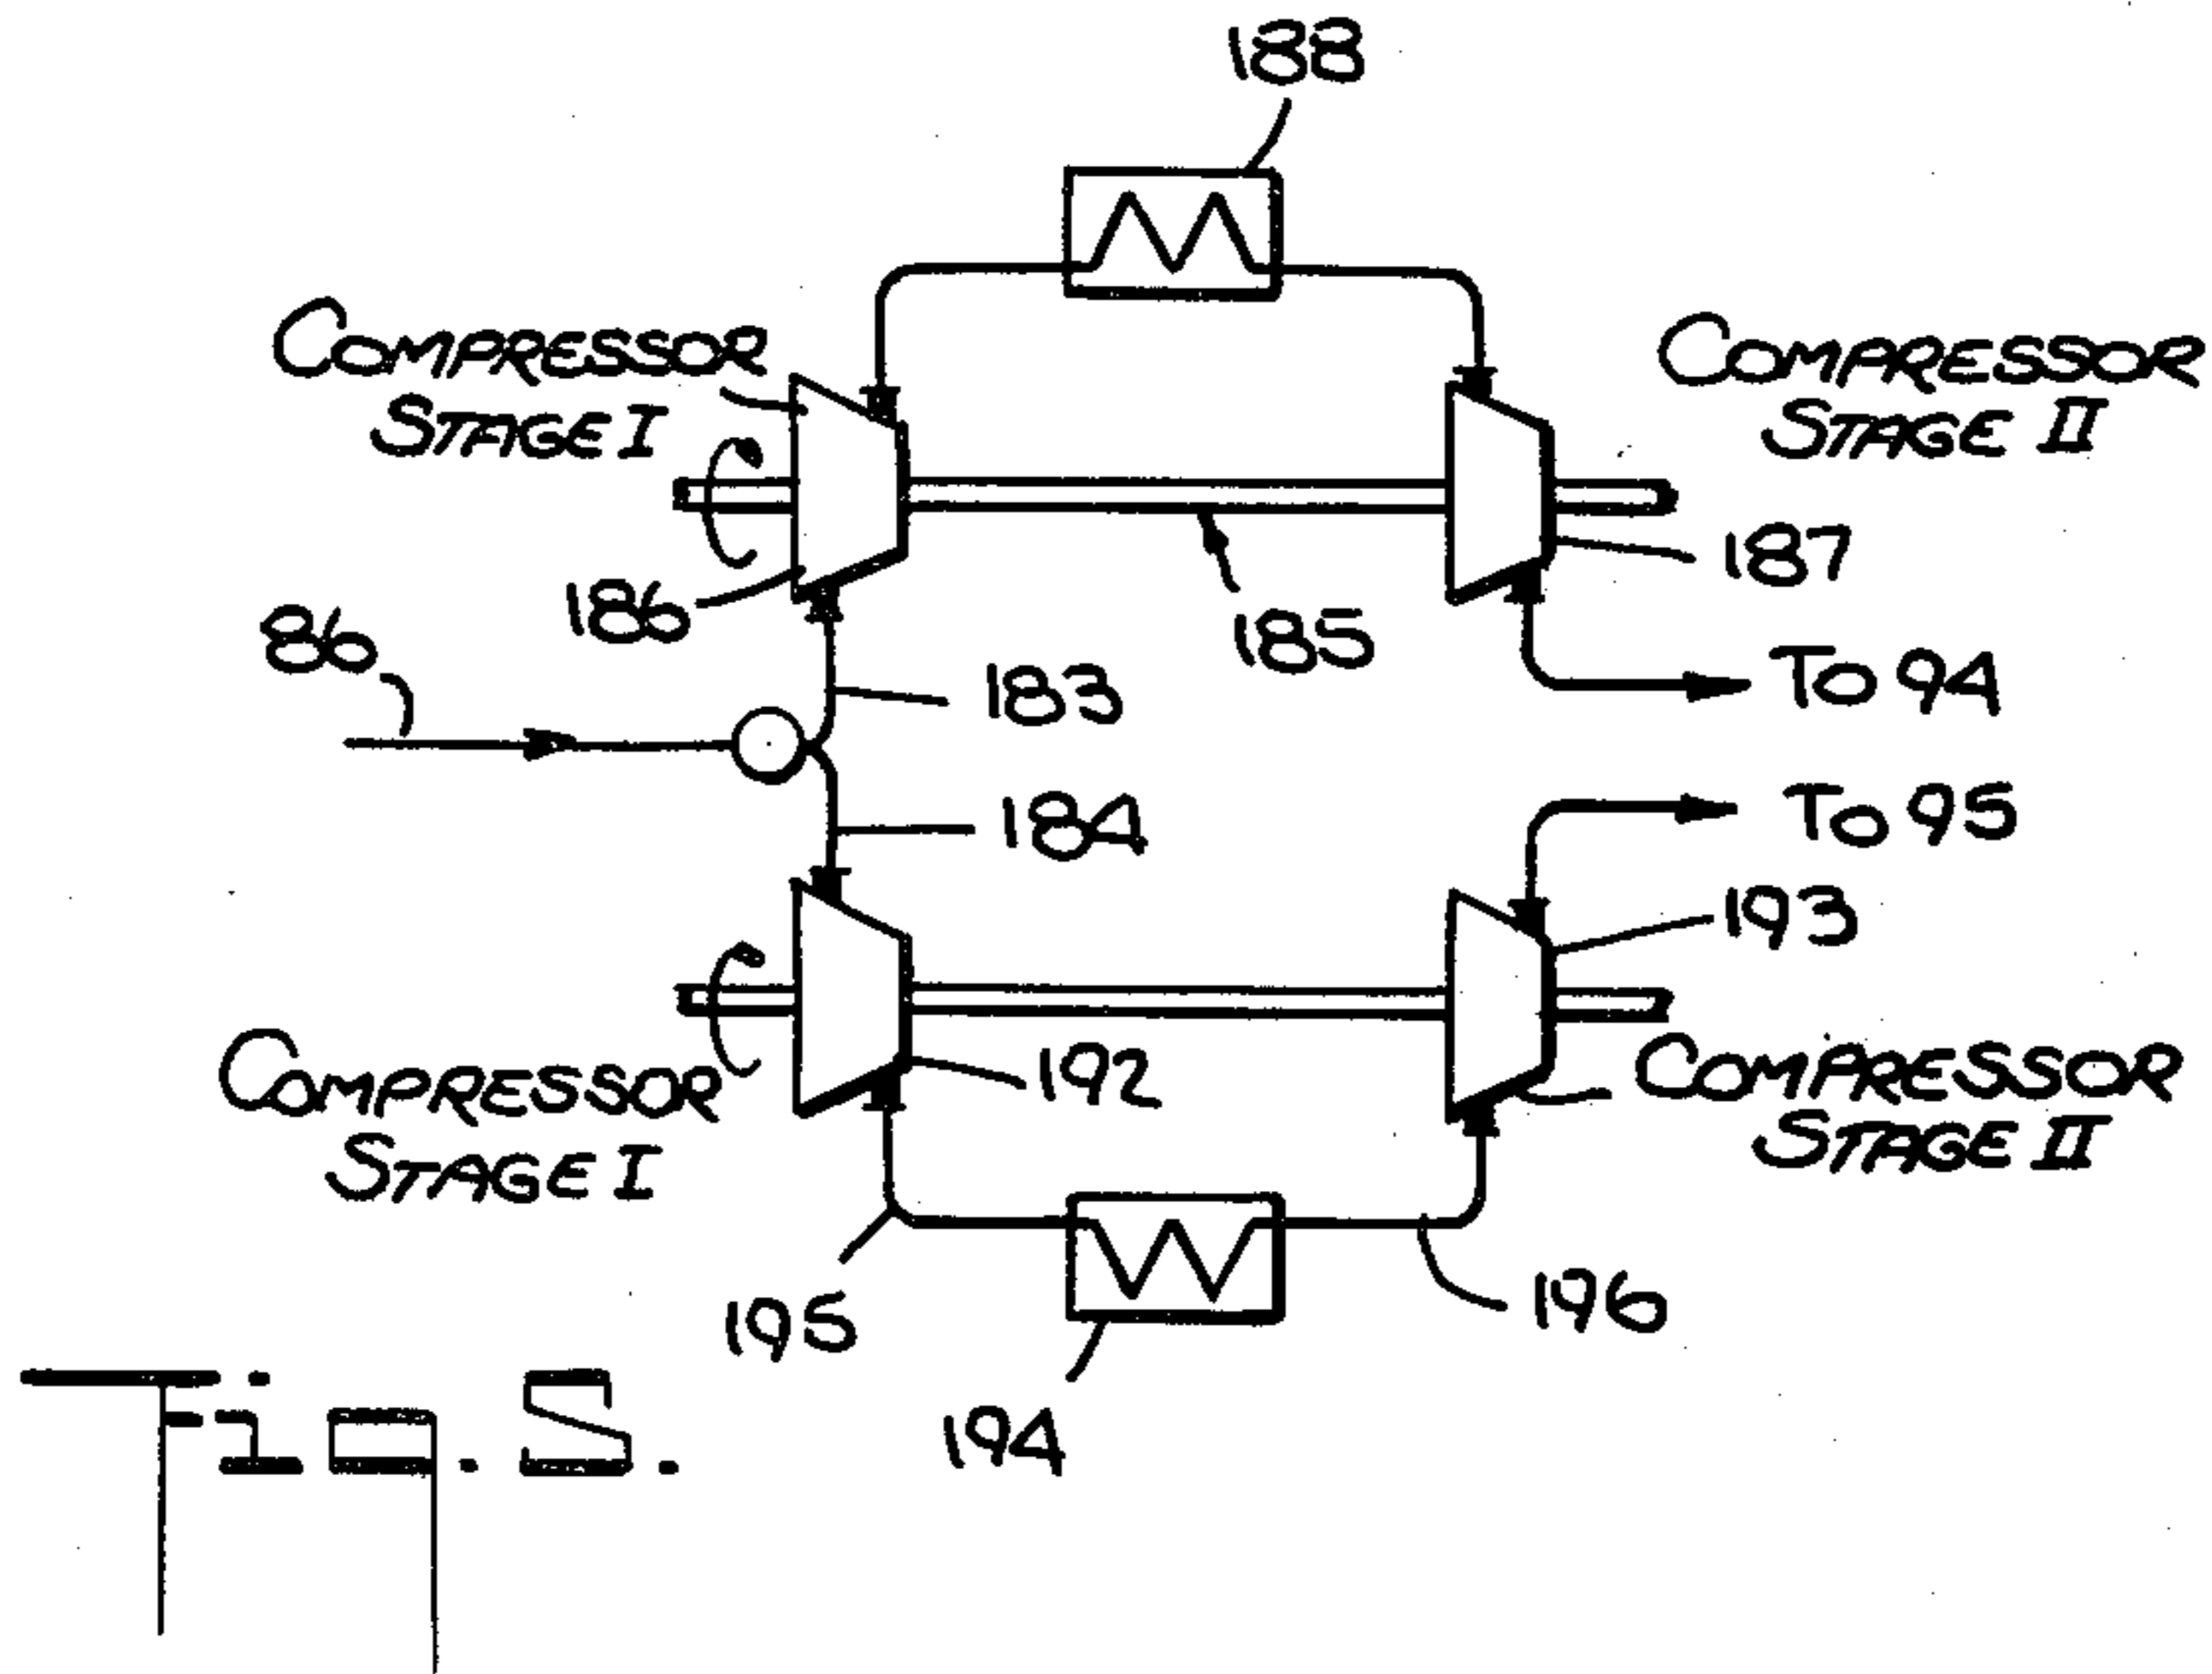 188
COMPRESSOR
STAGE I
COMPRESSOR
STAGE II
187
186
185
86
183
TO 94
184
TO 95
193
192
COMPRESSOR
STAGE I
COMPRESSOR
STAGE II
195
196
194
Fig. 5.